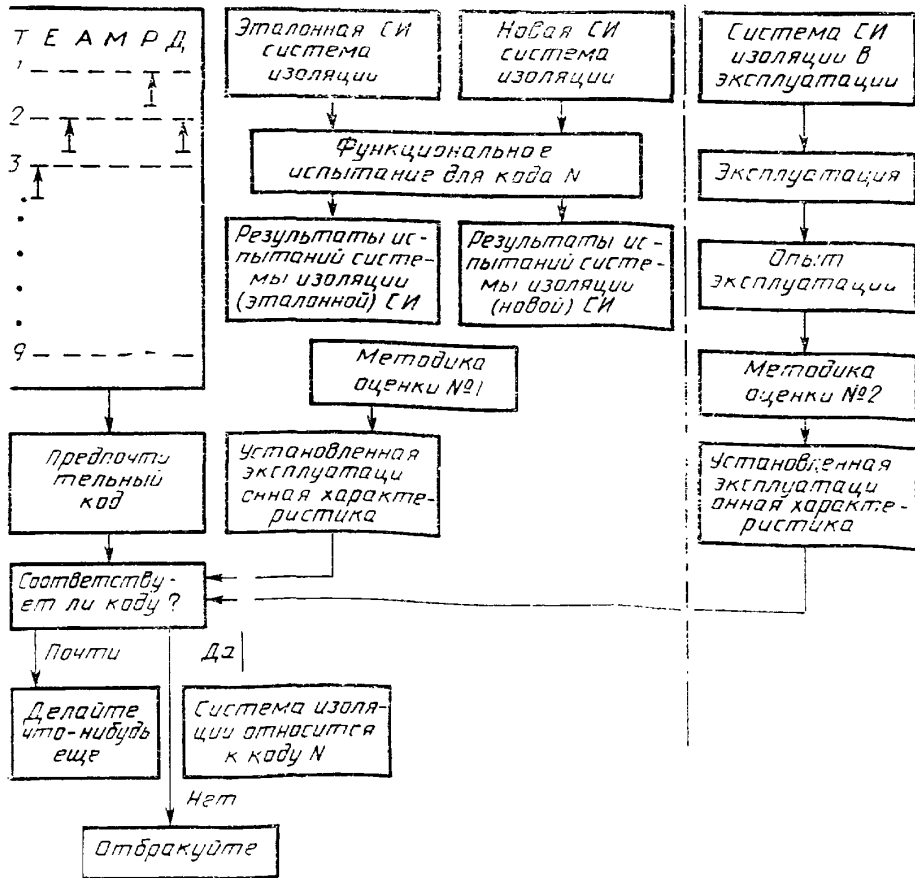 Т Е А М Р Д
1
2
3
9
Эталонная СИ
система
изоляции
Новая СИ
система
изоляции
Система СИ
изоляции в
эксплуатации
Функциональное
испытание для кода N
Эксплуатация
Результаты ис-
пытаний систе-
мы изоляции
(эталонной) СИ
Результаты ис-
пытаний систе-
мы изоляции
(новой) СИ
Опыт
эксплуатации
Методика
оценки №1
Методика
оценки №2
Предпочти
тельный
код
Установленная
эксплуатаци
онная характе-
ристика
Установленная
эксплуатаци
онная характе-
ристика
Соответству-
ет ли коду?
Почти
Да
Делайте
что-нибудь
еще
Система изоля-
ции относится
к коду N
Нет
Отбракуйте